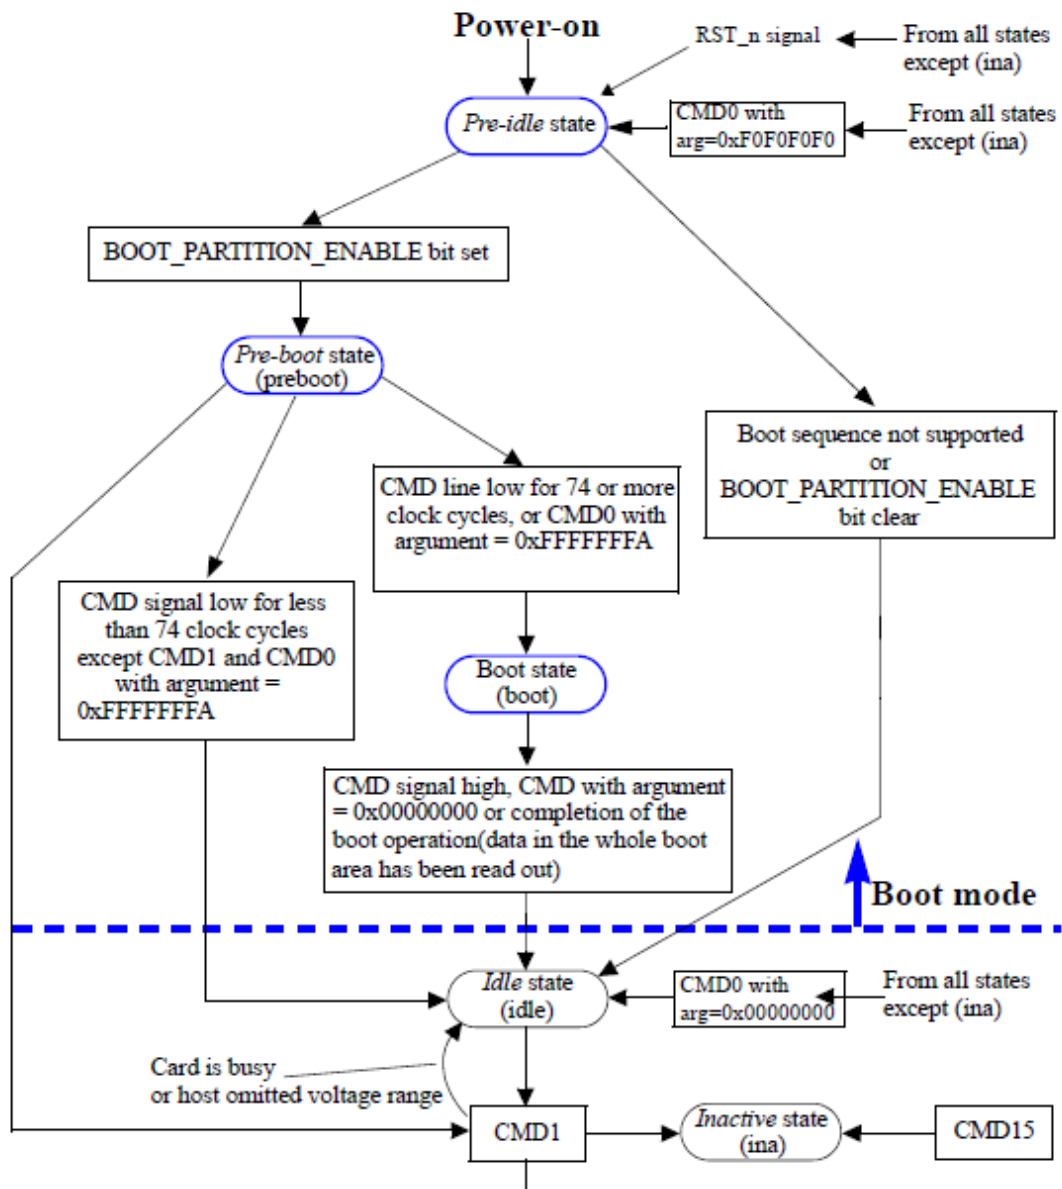 Power-on
RST_n signal
From all states
except (ina)
Pre-idle state
CMD0 with
arg=0xF0F0F0F0
From all states
except (ina)
BOOT_PARTITION_ENABLE bit set
Pre-boot state
(preboot)
Boot sequence not supported
or
BOOT_PARTITION_ENABLE
bit clear
CMD line low for 74 or more
clock cycles, or CMD0 with
argument = 0xFFFFFFFA
CMD signal low for less
than 74 clock cycles
except CMD1 and CMD0
with argument =
0xFFFFFFFA
Boot state
(boot)
CMD signal high, CMD with argument
= 0x00000000 or completion of the
boot operation(data in the whole boot
area has been read out)
Boot mode
Idle state
(idle)
CMD0 with
arg=0x00000000
From all states
except (ina)
Card is busy
or host omitted voltage range
CMD1
Inactive state
(ina)
CMD15